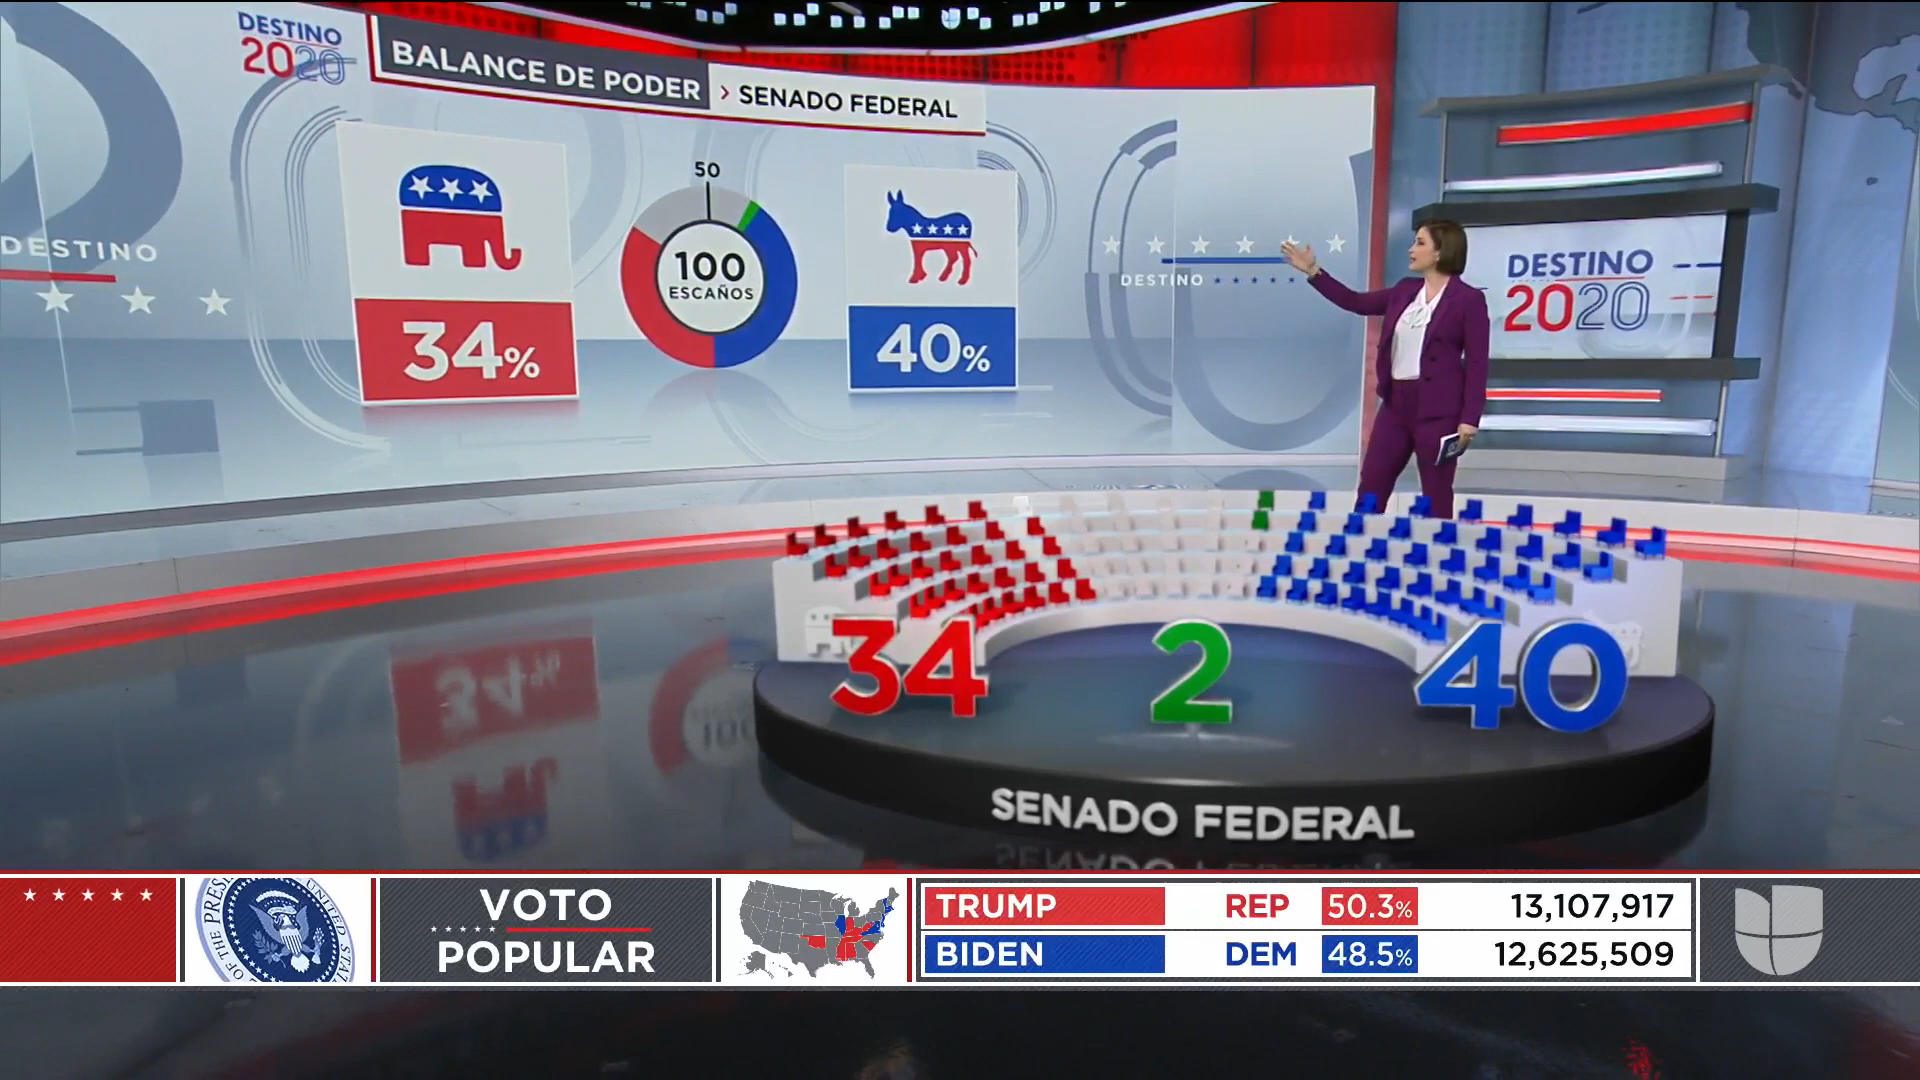 DESTINO
2020
BALANCE DE PODER
> SENADO FEDERAL
50
100
ESCAÑOS
34%
40%
DESTINO
DESTINO
DESTINO
2020
34 2 40
SENADO FEDERAL
VOTO
POPULAR
TRUMP REP 50.3% 13,107,917
BIDEN DEM 48.5% 12,625,509